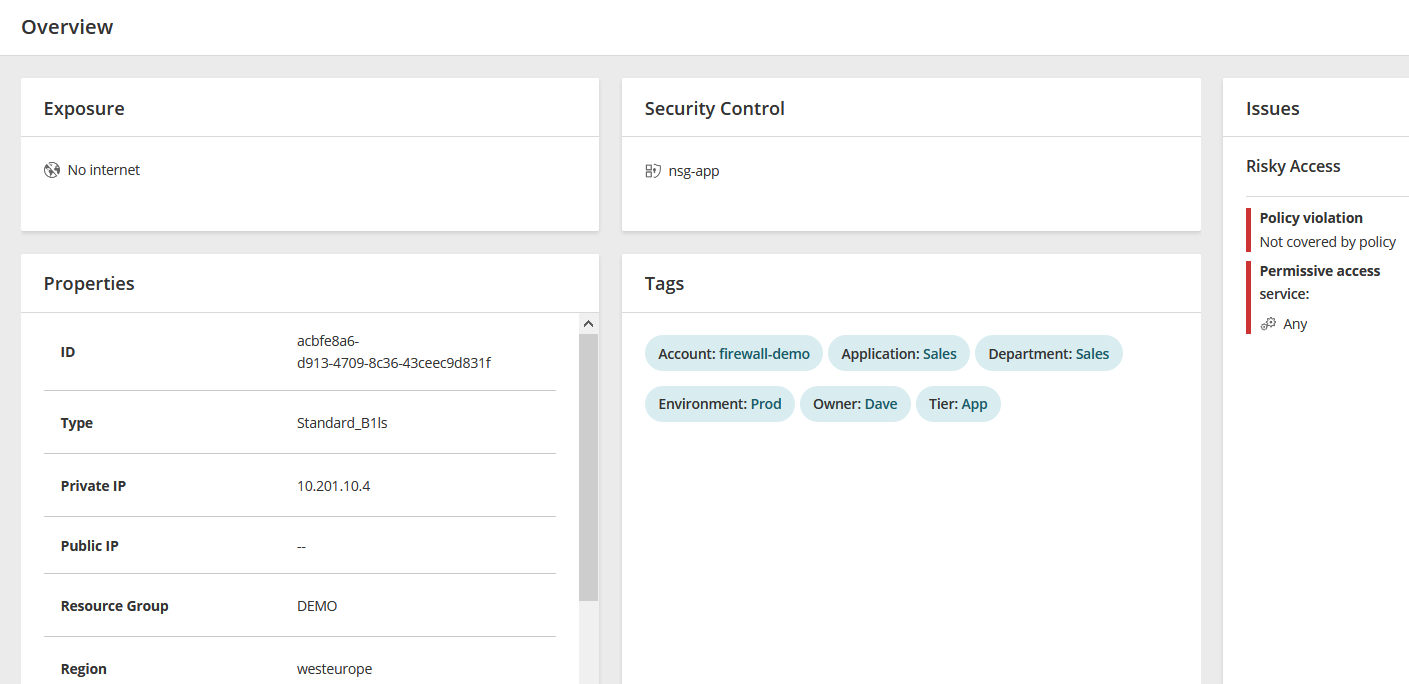 Overview
Exposure
No internet
Security Control
nsg-app
Issues
Risky Access
Policy violation
Not covered by policy
Permissive access
service:
Any
Properties
ID
acbfe8a6-
d913-4709-8c36-43ceec9d831f
Type
Standard_B1ls
Private IP
10.201.10.4
Public IP
--
Resource Group
DEMO
Region
westeurope
Tags
Account: firewall-demo
Application: Sales
Department: Sales
Environment: Prod
Owner: Dave
Tier: App